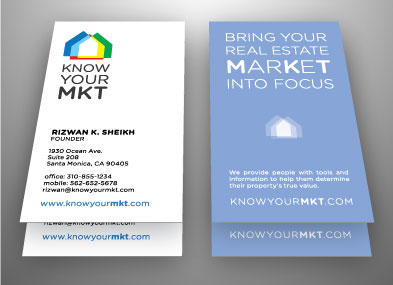 KNOW
YOUR
MKT
RIZWAN K. SHEIKH
FOUNDER
1930 Ocean Ave.
Suite 208
Santa Monica, CA 90405
office: 310-855-1234
mobile: 562-652-5678
rizwan@knowyourmkt.com
www.knowyourmkt.com
rizwan@knowyourmkt.com
www.knowyourmkt.com
BRING YOUR
REAL ESTATE
MARKET
INTO FOCUS
We provide people with tools and
information to help them determine
their property's true value.
KNOWYOURMKT.COM
KNOWYOURMKT.COM